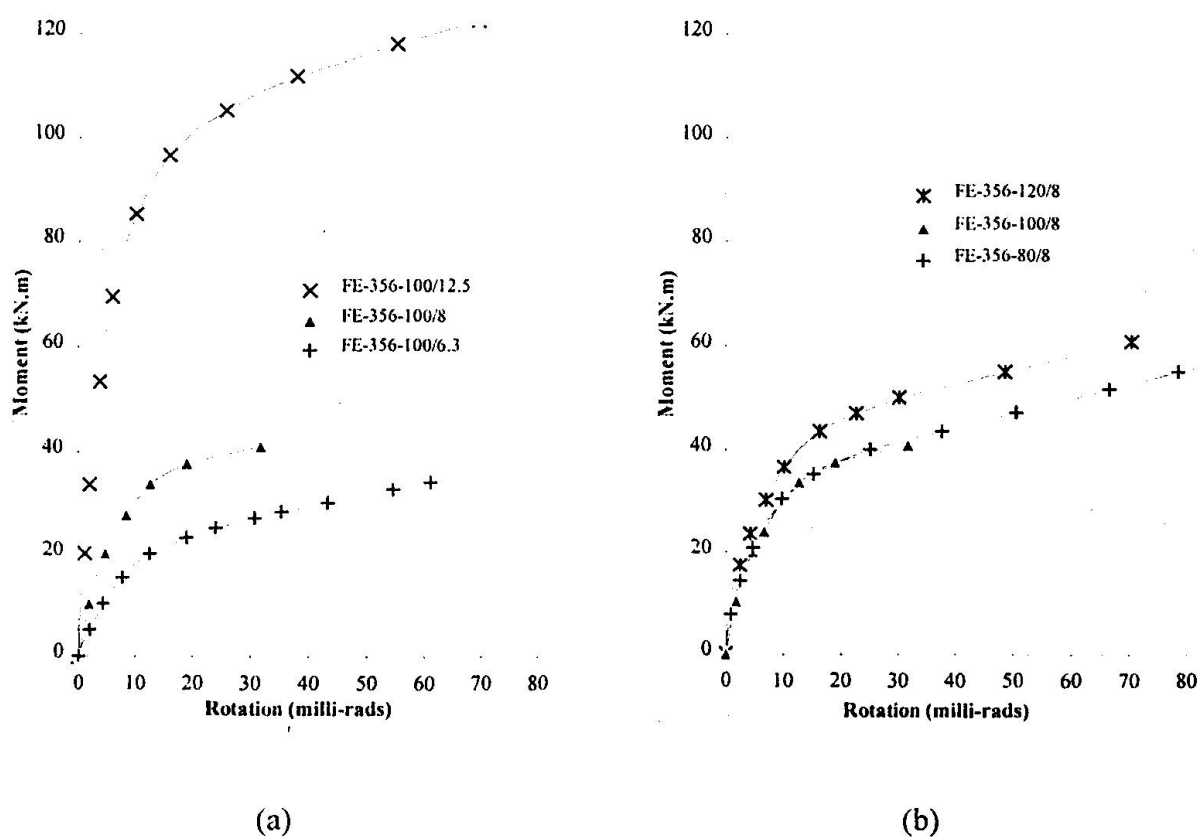 120
100
80
60
40
20
0
Moment (kN.m)
FE-356-100/12.5
FE-356-100/8
FE-356-100/6.3
0 10 20 30 40 50 60 70 80
Rotation (milli-rads)
(a)
120
100
80
60
40
20
0
Moment (kN.m)
FE-356-120/8
FE-356-100/8
FE-356-80/8
0 10 20 30 40 50 60 70 80
Rotation (milli-rads)
(b)